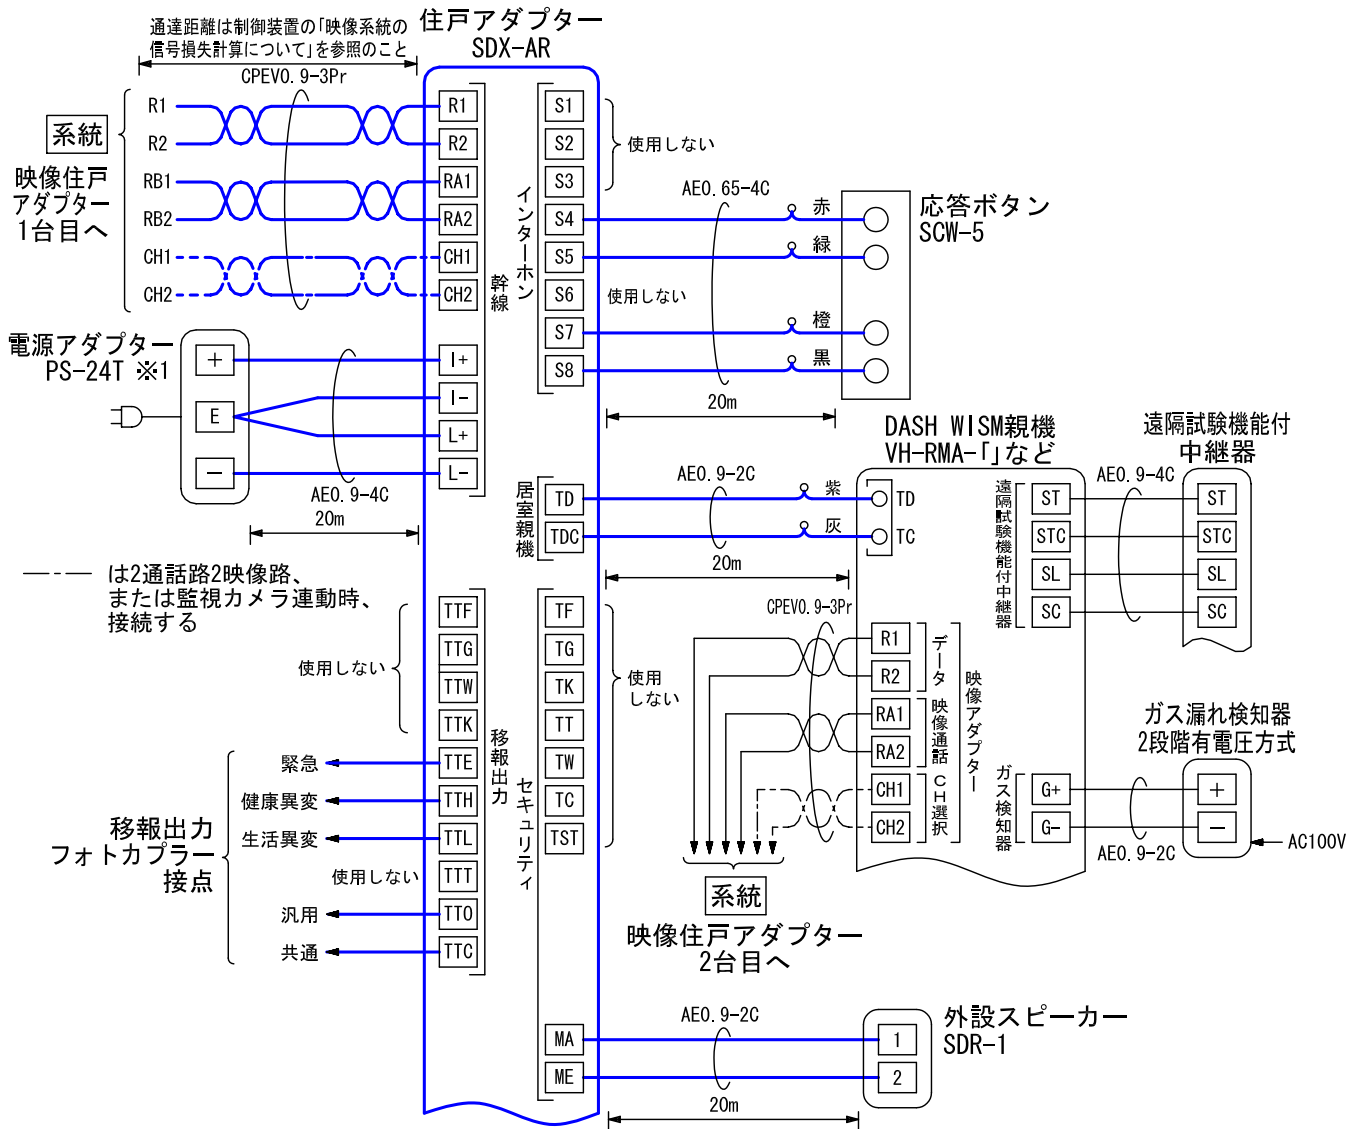 通達距離は制御装置の「映像系統の
信号損失計算について」を参照のこと
住戸アダプター
SDX-AR
CPEV0.9-3Pr
系統
映像住戸
アダプター
1台目へ
R1
R2
RB1
RB2
CH1
CH2
R1
R2
RA1
RA2
CH1
CH2
I+
I-
L+
L-
幹線
インターホン
S1
S2
S3
S4
S5
S6
S7
S8
使用しない
使用しない
AE0.65-4C
赤
緑
橙
黒
20m
応答ボタン
SCW-5
電源アダプター
PS-24T ※1
+
E
-
AE0.9-4C
20m
は2通話路2映像路、
または監視カメラ連動時、
接続する
居室親機
TD
TDC
AE0.9-2C
紫
灰
20m
DASH WISM親機
VH-RMA-「」など
TD
TC
遠隔試験機能付中継器
ST
STC
SL
SC
AE0.9-4C
遠隔試験機能付
中継器
ST
STC
SL
SC
使用しない
TTF
TTG
TTW
TTK
TTE
TTH
TTL
TTT
TTO
TTC
移報出力
移報出力
フォトカプラー
接点
緊急
健康異変
生活異変
使用しない
汎用
共通
セキュリティ
TF
TG
TK
TT
TW
TC
TST
使用
しない
CPEV0.9-3Pr
R1
R2
RA1
RA2
CH1
CH2
データ
映像通話
CH選択
映像アダプター
系統
映像住戸アダプター
2台目へ
ガス検知器
G+
G-
AE0.9-2C
ガス漏れ検知器
2段階有電圧方式
+
-
AC100V
MA
ME
AE0.9-2C
20m
1
2
外設スピーカー
SDR-1